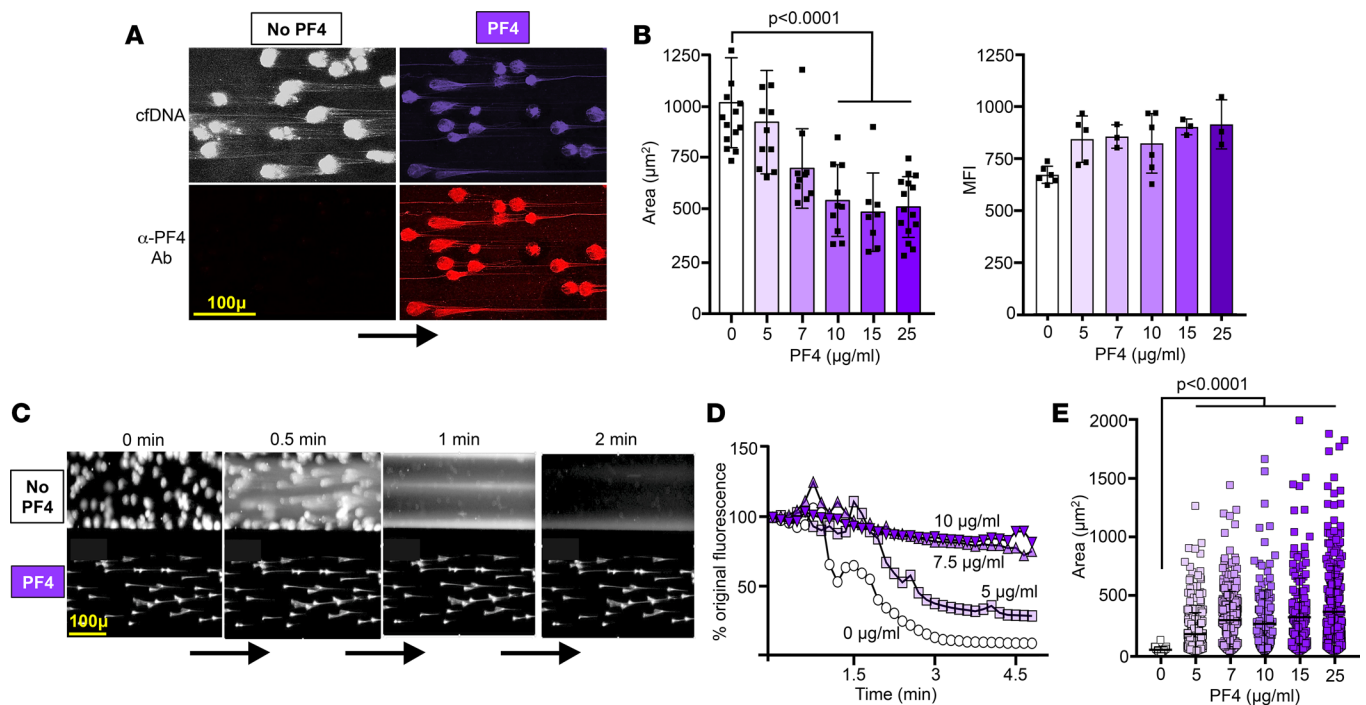 A
No PF4
PF4
cfDNA
α-PF4
Ab
100µ
B
p<0.0001
1250
1000
750
500
250
0
Area (µm²)
0 5 7 10 15 25
PF4 (µg/ml)
1250
1000
750
500
250
0
MFI
0 5 7 10 15 25
PF4 (µg/ml)
C
0 min 0.5 min 1 min 2 min
No
PF4
PF4
100µ
D
150
100
50
% original fluorescence
10 µg/ml
7.5 µg/ml
5 µg/ml
0 µg/ml
1.5 3 4.5
Time (min)
E
p<0.0001
2000
1500
1000
500
0
Area (µm²)
0 5 7 10 15 25
PF4 (µg/ml)